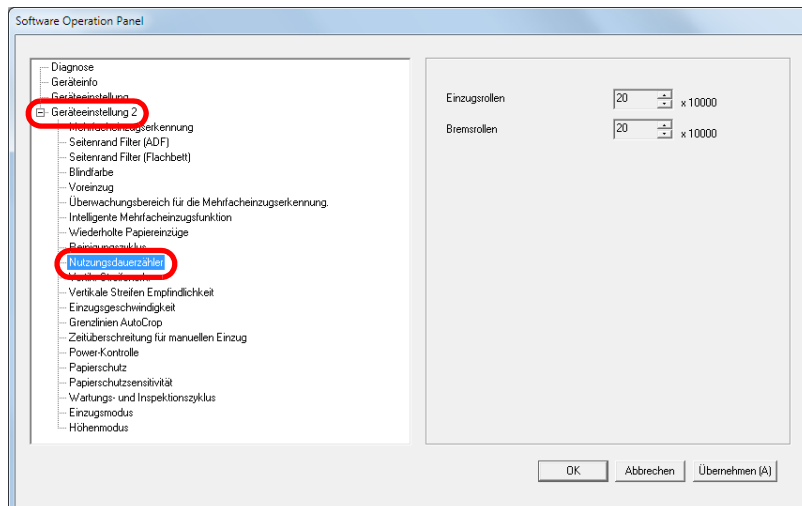 Software Operation Panel
Diagnose
Geräteinfo
Geräteeinstellung
Geräteeinstellung 2
Mehrfacheinzugserkennung
Seitenrand Filter (ADF)
Seitenrand Filter (Flachbett)
Blindfarbe
Voreinzug
Überwachungsbereich für die Mehrfacheinzugserkennung.
Intelligente Mehrfacheinzugsfunktion
Wiederholte Papiereinzüge
Reinigungszyklus
Nutzungsdauerzähler
Vertikale Streifen Empfindlichkeit
Einzugsgeschwindigkeit
Grenzlinien AutoCrop
Zeitüberschreitung für manuellen Einzug
Power-Kontrolle
Papierschutz
Papierschutzsensitivität
Wartungs- und Inspektionszyklus
Einzugsmodus
Höhenmodus
Einzugsrollen 20 x 10000
Bremsrollen 20 x 10000
OK Abbrechen Übernehmen (A)